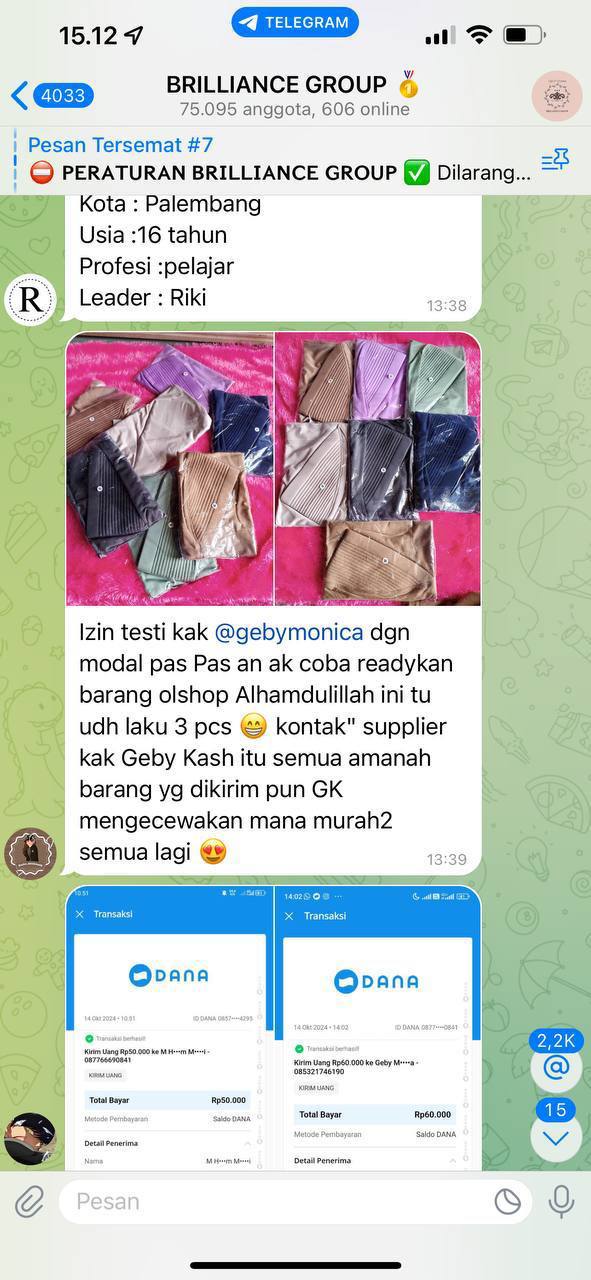 15.12
TELEGRAM
4033
BRILLIANCE GROUP 🥇
75.095 anggota, 606 online
Pesan Tersemat #7
⛔ PERATURAN BRILLIANCE GROUP ✅ Dilarang...
Kota : Palembang
Usia :16 tahun
Profesi :pelajar
Leader : Riki
13:38
R
Izin testi kak @gebymonica dgn
modal pas Pas an ak coba readykan
barang olshop Alhamdulillah ini tu
udh laku 3 pcs 😁 kontak" supplier
kak Geby Kash itu semua amanah
barang yg dikirim pun GK
mengecewakan mana murah2
semua lagi 😍
13:39
10.51
Transaksi
DANA
14 Okt 2024 • 10:51
ID DANA 0857••••4295
Transaksi berhasil!
Kirim Uang Rp50.000 ke M H•••m M••••i -
087766690841
KIRIM UANG
Total Bayar Rp50.000
Metode Pembayaran Saldo DANA
Detail Penerima
Nama M H•••m M••••i
14:02
Transaksi
DANA
14 Okt 2024 • 14:02
ID DANA 0877••••0841
Transaksi berhasil!
Kirim Uang Rp60.000 ke Geby M••••a -
085321746190
KIRIM UANG
Total Bayar Rp60.000
Metode Pembayaran Saldo DANA
Detail Penerima
2,2K
@
15
Pesan